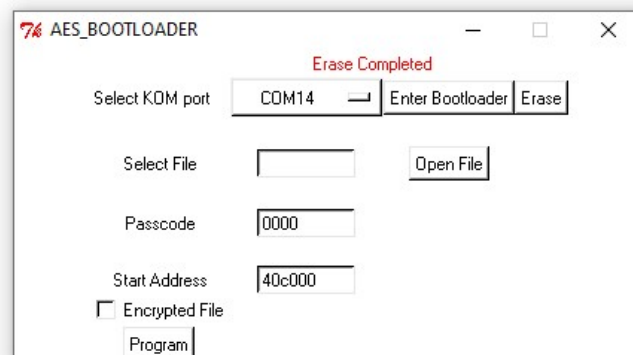 AES_BOOTLOADER
Erase Completed
Select KOM port COM14 Enter Bootloader Erase
Select File Open File
Passcode 0000
Start Address 40c000
Encrypted File
Program